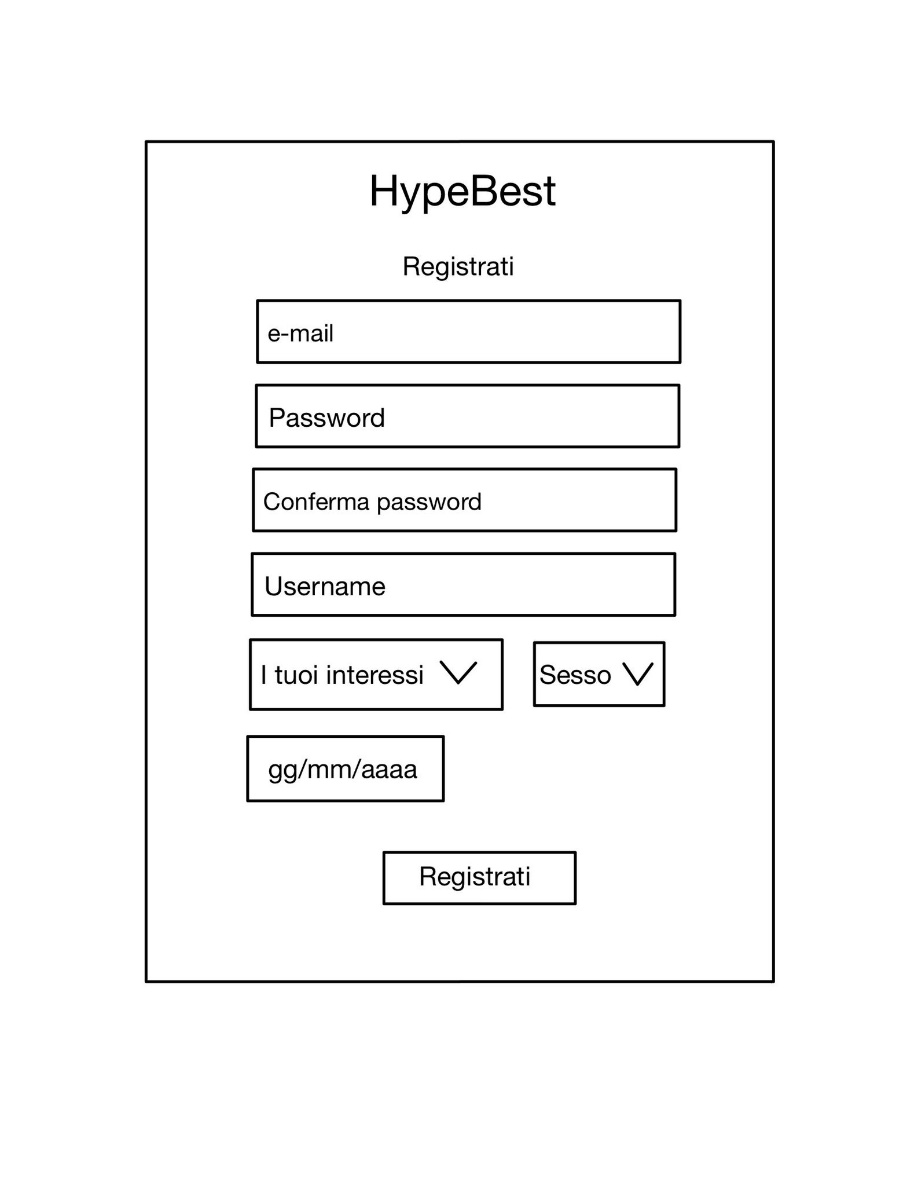 HypeBest
Registrati
e-mail
Password
Conferma password
Username
I tuoi interessi
Sesso
gg/mm/aaaa
Registrati